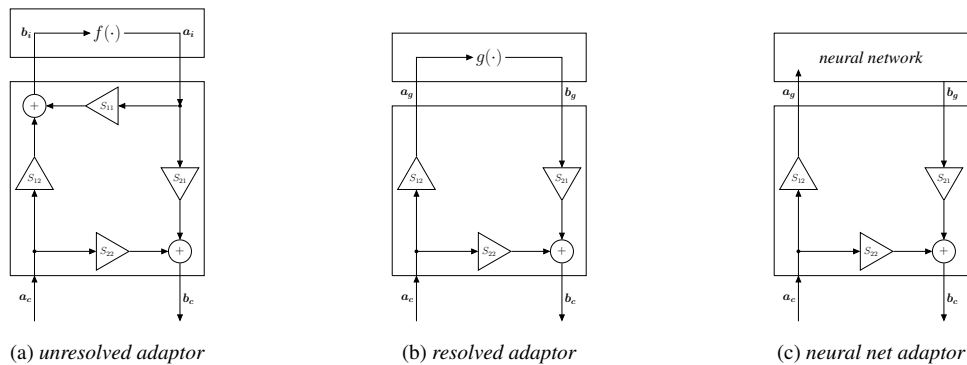 b_i f(·) a_i
+ S_11
S_12 S_21
S_22 +
a_c b_c
(a) unresolved adaptor
g(·)
a_g b_g
S_12 S_21
S_22 +
a_c b_c
(b) resolved adaptor
neural network
a_g b_g
S_12 S_21
S_22 +
a_c b_c
(c) neural net adaptor